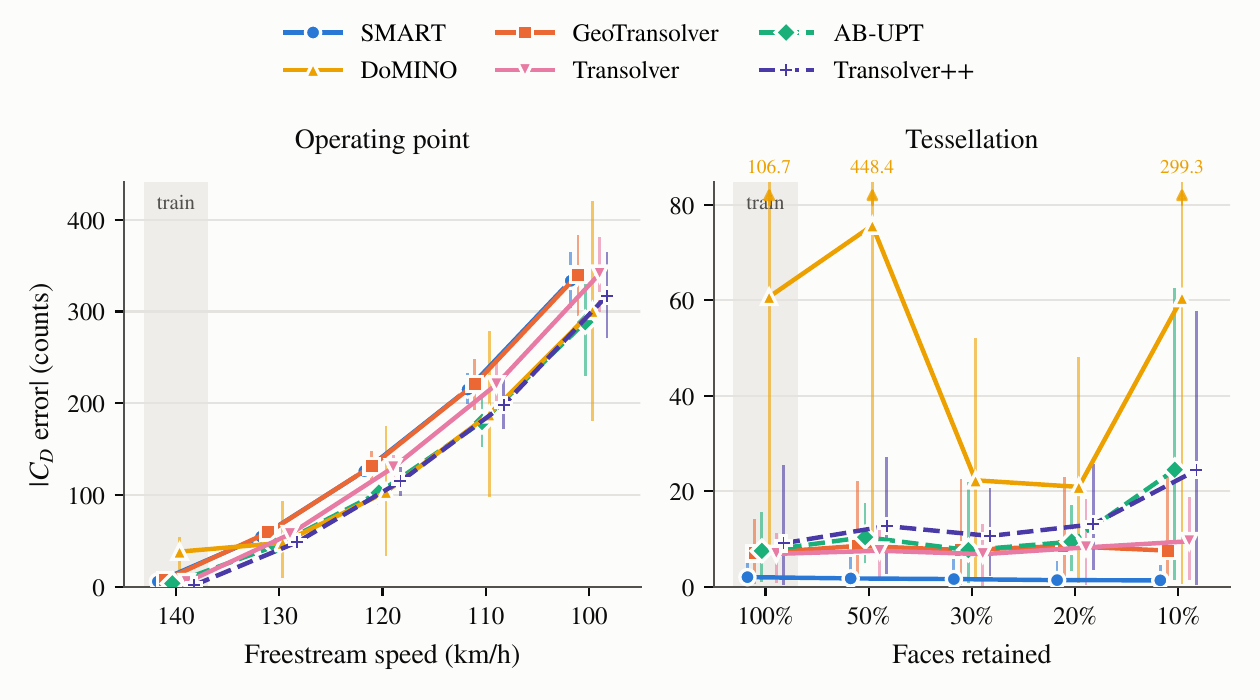 SMART GeoTransolver AB-UPT
DoMINO Transolver Transolver++
Operating point
Tessellation
106.7 448.4 299.3
train
train
|C_D error| (counts)
400
300
200
100
0
80
60
40
20
0
140 130 120 110 100
100% 50% 30% 20% 10%
Freestream speed (km/h)
Faces retained